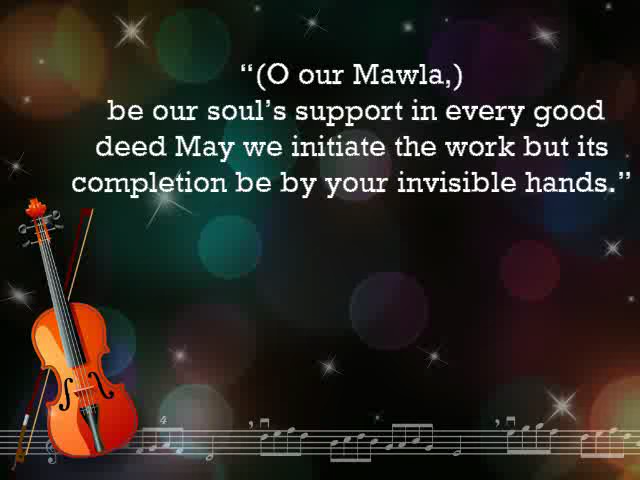 “(O our Mawla,)
be our soul’s support in every good
deed May we initiate the work but its
completion be by your invisible hands.”
4